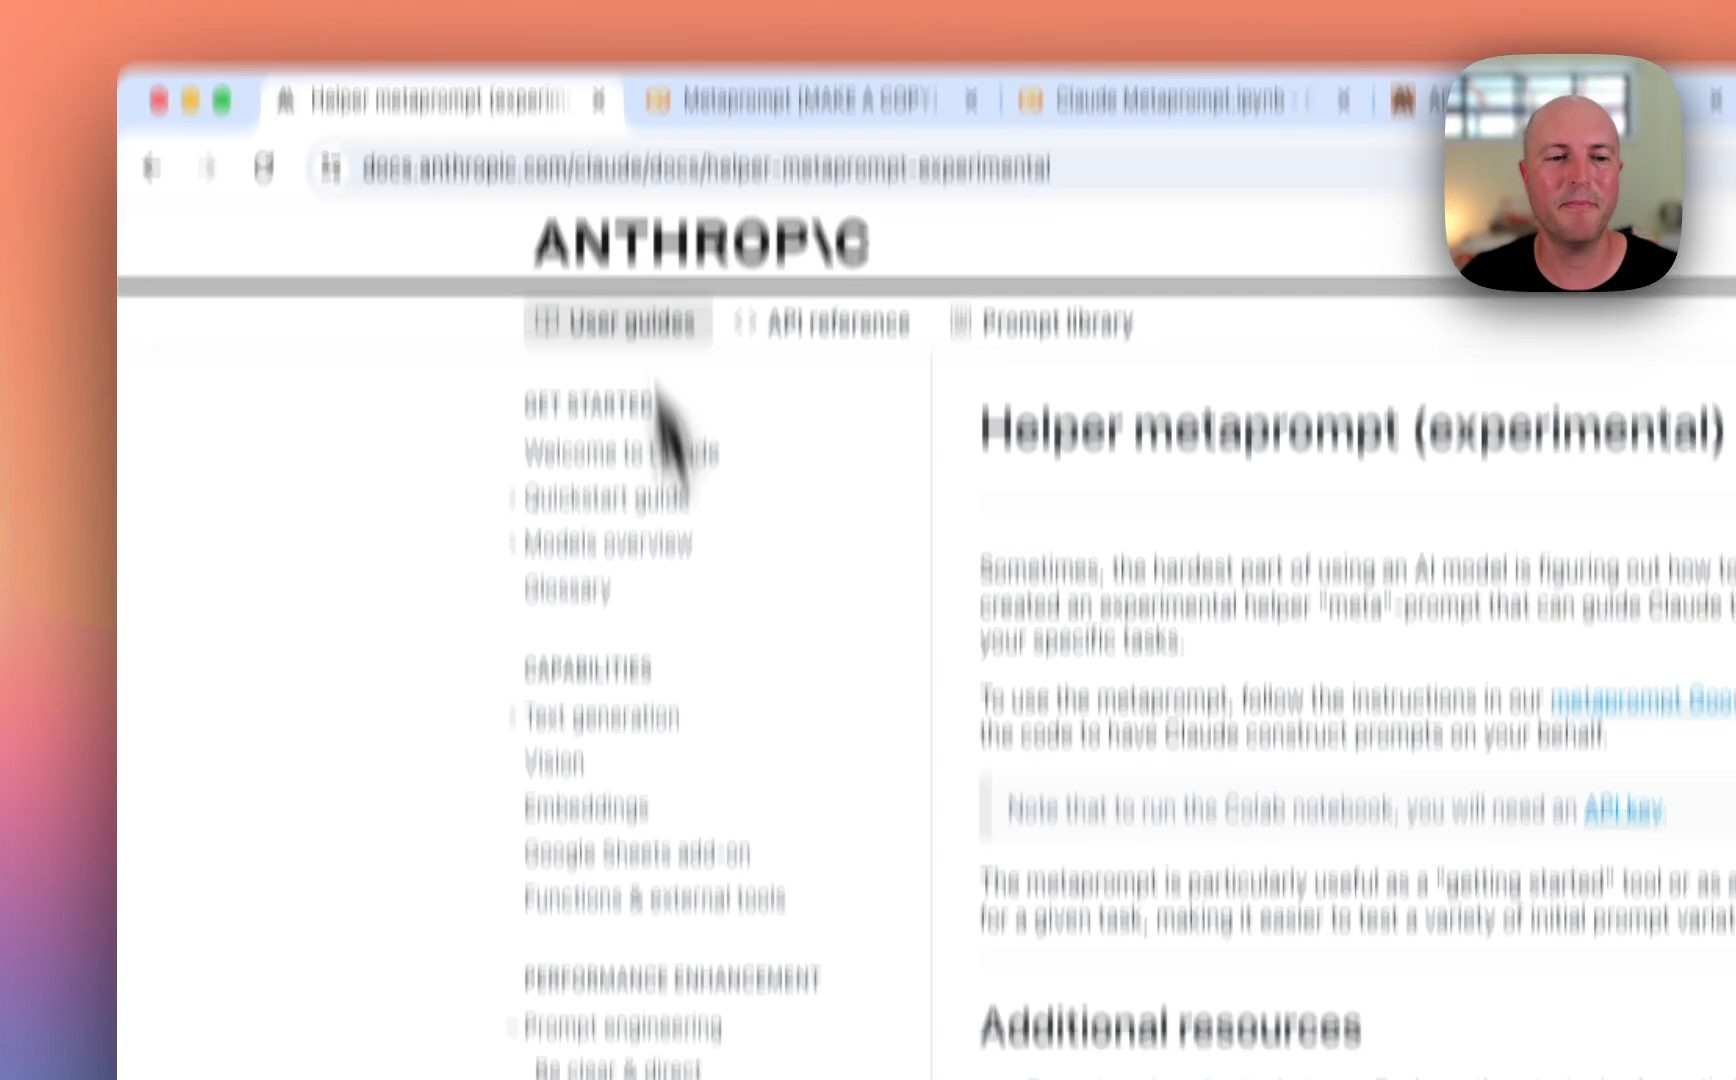 Helper metaprompt (experim
Metaprompt [MAKE A COPY]
Claude Metaprompt.ipynb
docs.anthropic.com/claude/docs/helper-metaprompt-experimental
ANTHROP\C
User guides
API reference
Prompt library
GET STARTED
Welcome to Claude
Quickstart guide
Models overview
Glossary
CAPABILITIES
Text generation
Vision
Embeddings
Google Sheets add-on
Functions & external tools
PERFORMANCE ENHANCEMENT
Prompt engineering
Be clear & direct
Helper metaprompt (experimental)
Sometimes, the hardest part of using an AI model is figuring out how to
created an experimental helper "meta"-prompt that can guide Claude
your specific tasks.
To use the metaprompt, follow the instructions in our metaprompt
the code to have Claude construct prompts on your behalf.
Note that to run the Colab notebook, you will need an API key.
The metaprompt is particularly useful as a "getting started" tool or as
for a given task, making it easier to test a variety of initial prompt
Additional resources